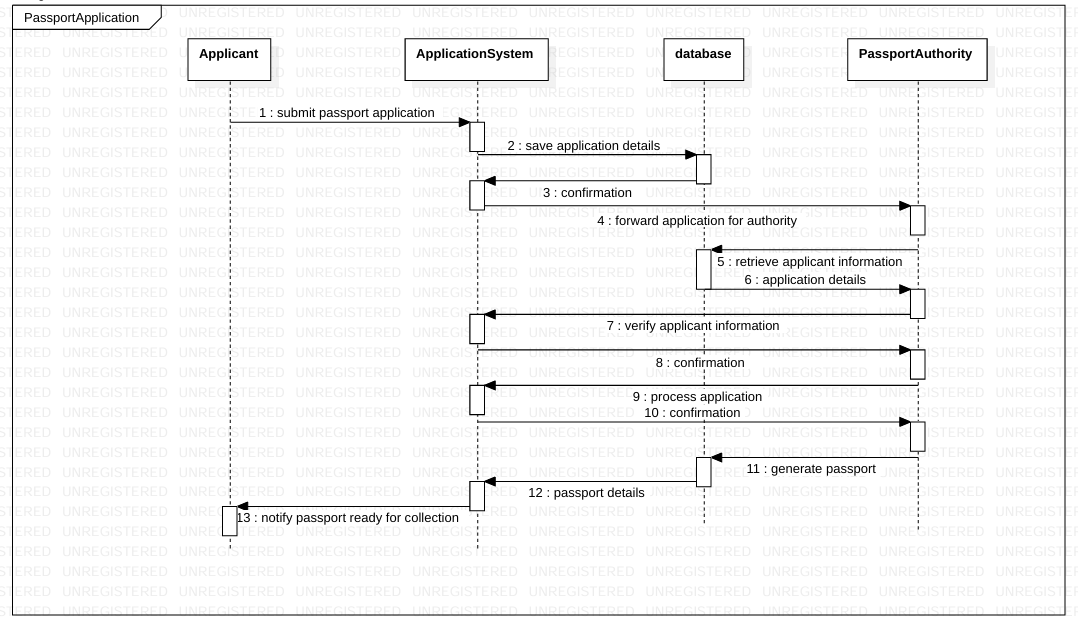 PassportApplication
Applicant
ApplicationSystem
database
PassportAuthority
1 : submit passport application
2 : save application details
3 : confirmation
4 : forward application for authority
5 : retrieve applicant information
6 : application details
7 : verify applicant information
8 : confirmation
9 : process application
10 : confirmation
11 : generate passport
12 : passport details
13 : notify passport ready for collection
UNREGISTERED